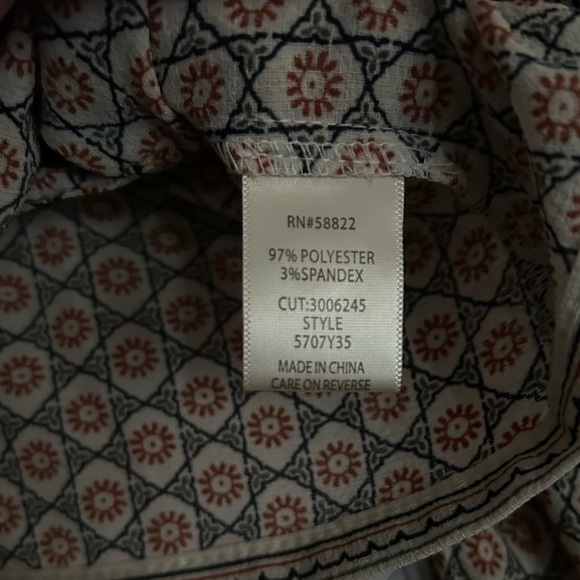 RN#58822
97% POLYESTER
3%SPANDEX
CUT:3006245
STYLE
5707Y35
MADE IN CHINA
CARE ON REVERSE